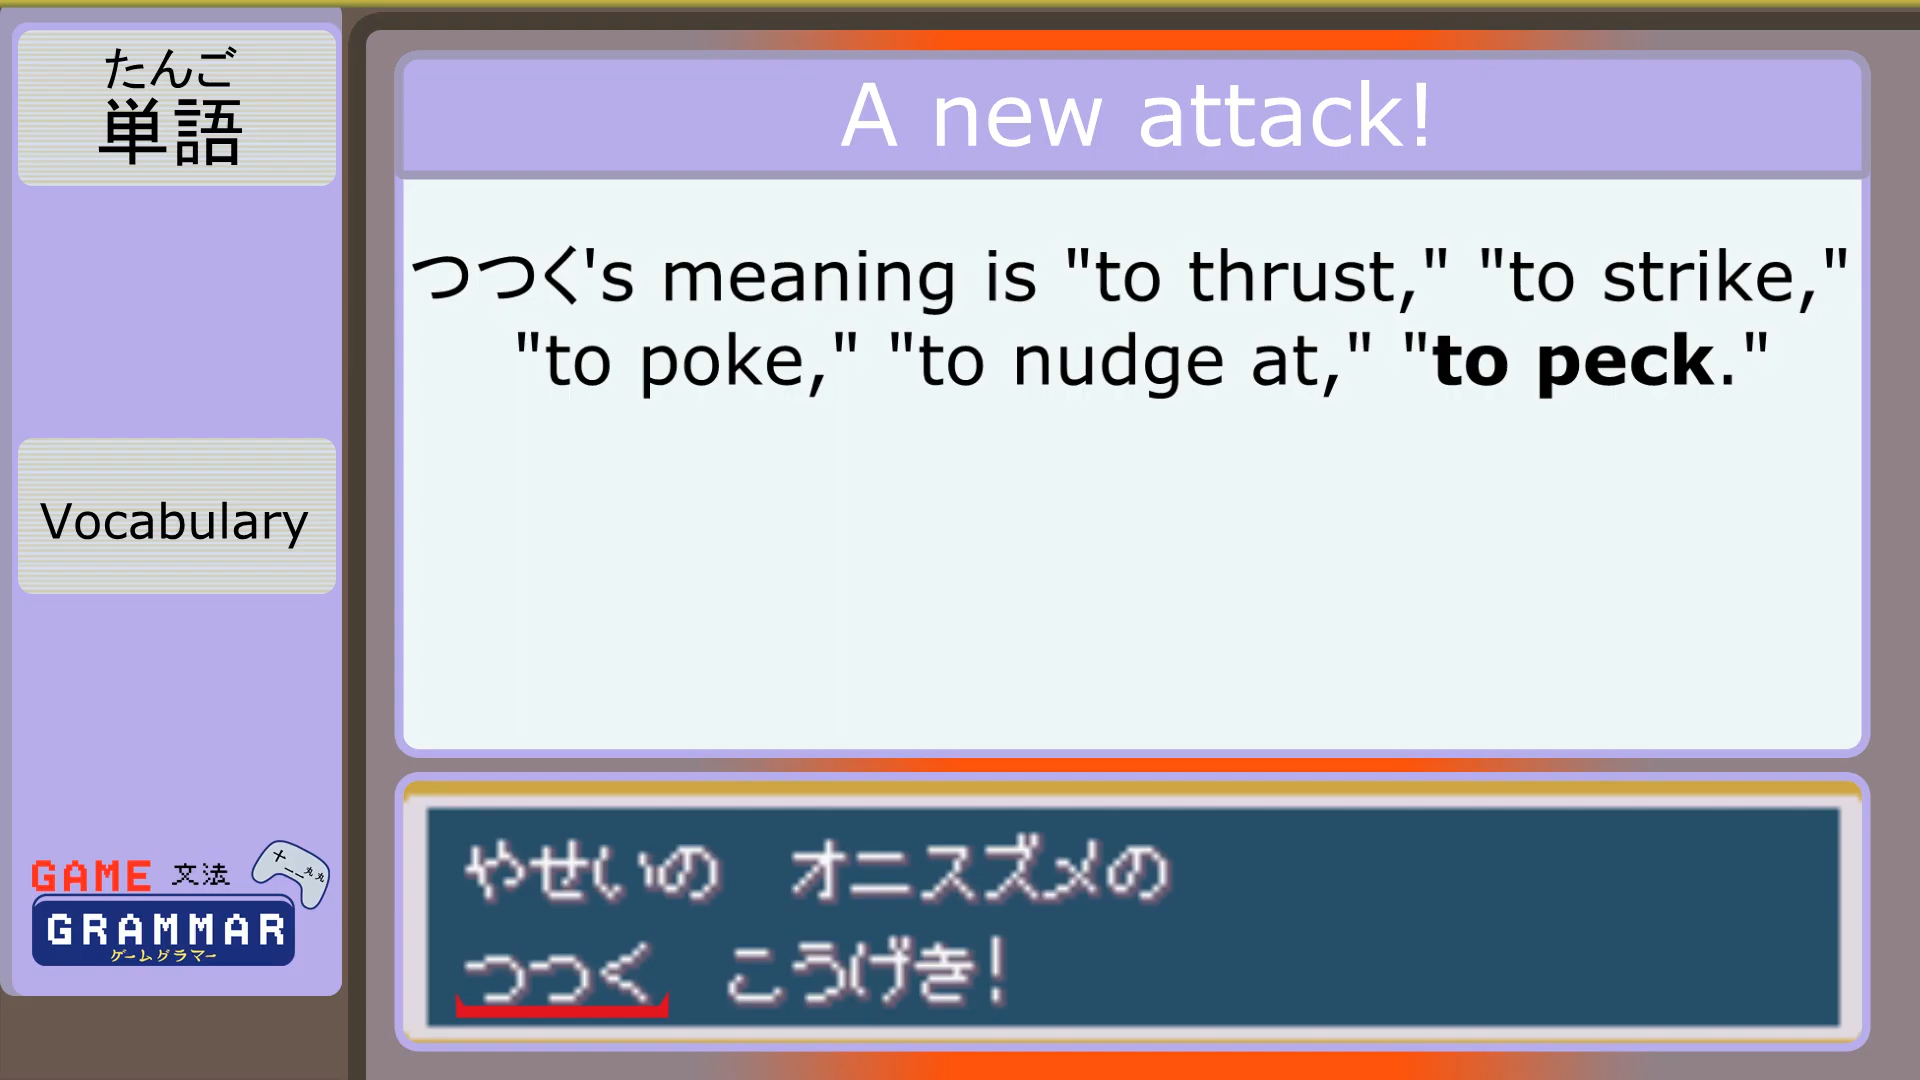 たんご
単語
Vocabulary
GAME 文法
GRAMMAR
ゲームグラマー
A new attack!
つつく's meaning is "to thrust," "to strike,"
"to poke," "to nudge at," "to peck."
やせいの オニスズメの
つつく こうげき!